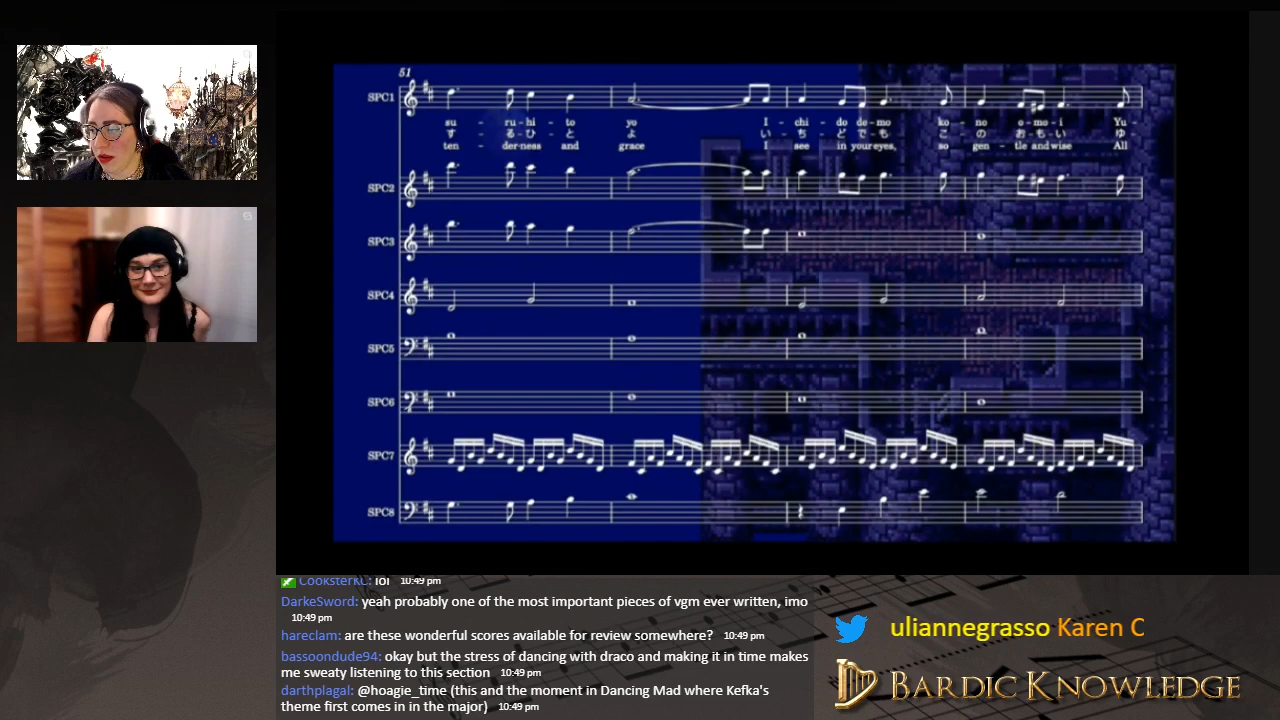 51
SPC1
su - ru - hi - to yo I - chi - do de - mo ko - no o - mo - i Yu -
す - る - ひ - と よ い - ち - ど で も こ - の お - も - い ゆ
ten - der-ness and grace I see in your eyes, so gen - tle and wise All
SPC2
SPC3
SPC4
SPC5
SPC6
SPC7
SPC8
CooksterKC: lol 10:49 pm
DarkeSword: yeah probably one of the most important pieces of vgm ever written, imo
10:49 pm
hareclam: are these wonderful scores available for review somewhere? 10:49 pm
bassoondude94: okay but the stress of dancing with draco and making it in time makes
me sweaty listening to this section 10:49 pm
darthplagal: @hoagie_time (this and the moment in Dancing Mad where Kefka's
theme first comes in in the major) 10:49 pm
uliannegrasso Karen C
BARDIC KNOWLEDGE